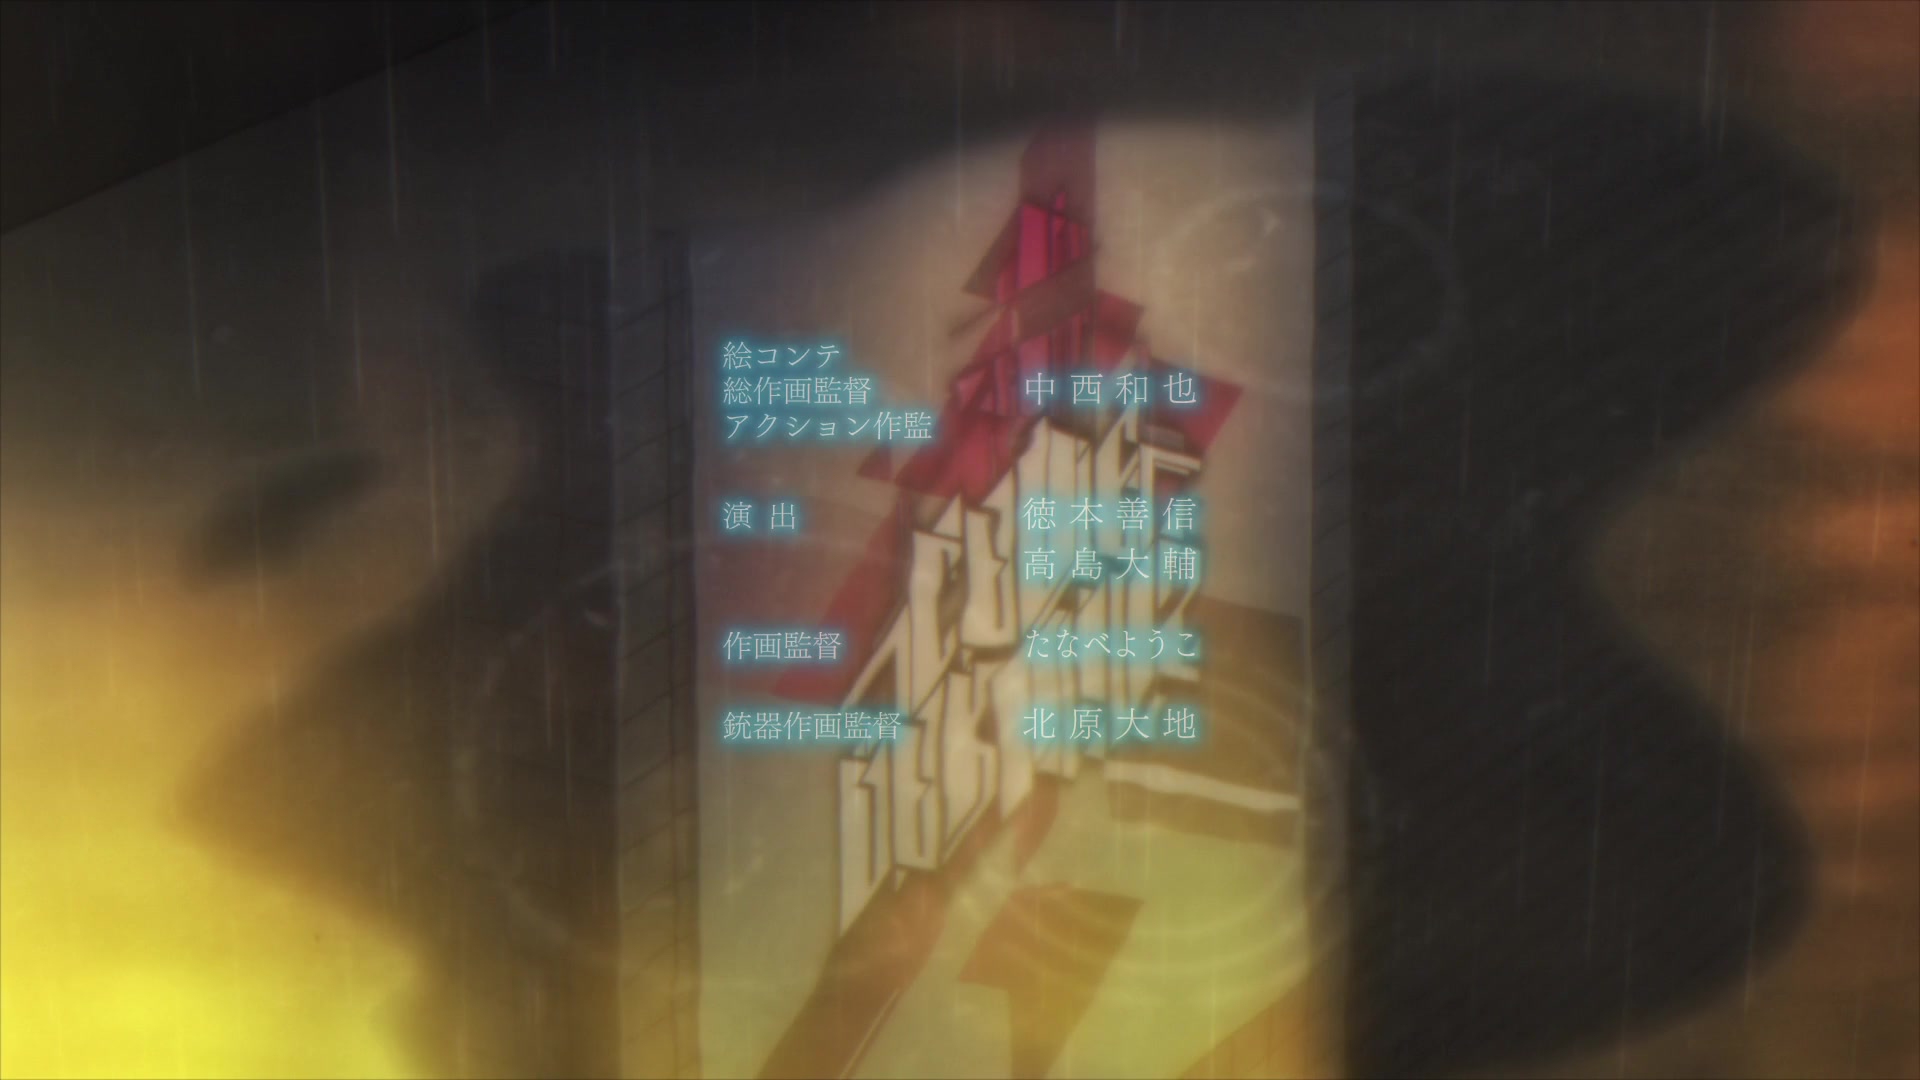 絵コンテ
総作画監督 中西和也
アクション作監
演出 徳本善信
高島大輔
作画監督 たなべようこ
銃器作画監督 北原大地